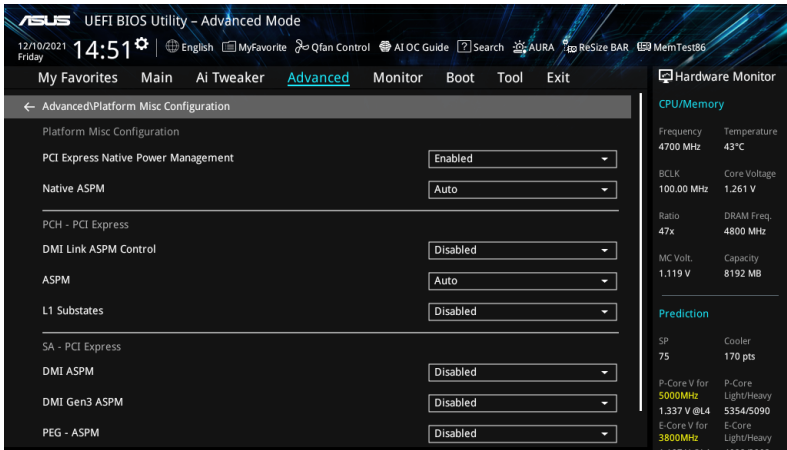 ASUS UEFI BIOS Utility – Advanced Mode
12/10/2021 Friday 14:51 English MyFavorite Qfan Control AI OC Guide ? Search AURA ReSize BAR MemTest86
My Favorites Main Ai Tweaker Advanced Monitor Boot Tool Exit
← Advanced\Platform Misc Configuration
Platform Misc Configuration
PCI Express Native Power Management Enabled
Native ASPM Auto
PCH - PCI Express
DMI Link ASPM Control Disabled
ASPM Auto
L1 Substates Disabled
SA - PCI Express
DMI ASPM Disabled
DMI Gen3 ASPM Disabled
PEG - ASPM Disabled
Hardware Monitor
CPU/Memory
Frequency Temperature
4700 MHz 43°C
BCLK Core Voltage
100.00 MHz 1.261 V
Ratio DRAM Freq.
47x 4800 MHz
MC Volt. Capacity
1.119 V 8192 MB
Prediction
SP Cooler
75 170 pts
P-Core V for P-Core
5000MHz Light/Heavy
1.337 V @L4 5354/5090
E-Core V for E-Core
3800MHz Light/Heavy